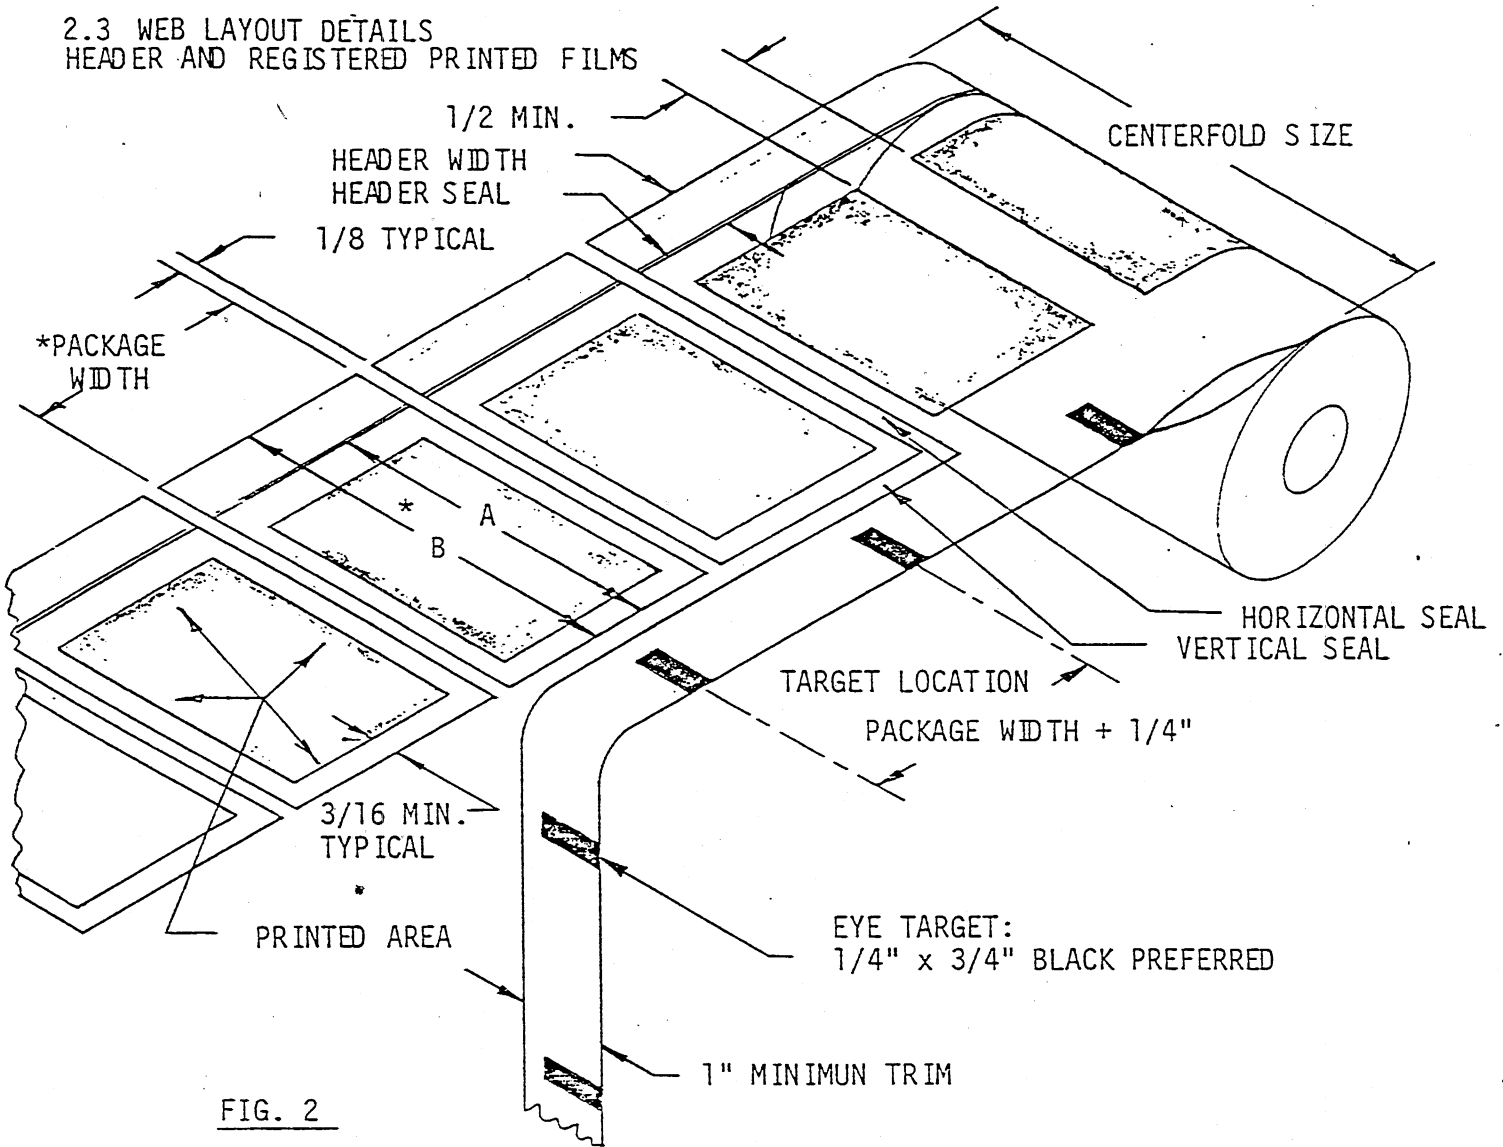 2.3 WEB LAYOUT DETAILS
HEADER AND REGISTERED PRINTED FILMS
1/2 MIN.
HEADER WIDTH
HEADER SEAL
1/8 TYPICAL
CENTERFOLD SIZE
*PACKAGE
WIDTH
*
A
B
HORIZONTAL SEAL
VERTICAL SEAL
TARGET LOCATION
PACKAGE WIDTH + 1/4"
3/16 MIN.
TYPICAL
PRINTED AREA
EYE TARGET:
1/4" x 3/4" BLACK PREFERRED
1" MINIMUN TRIM
FIG. 2